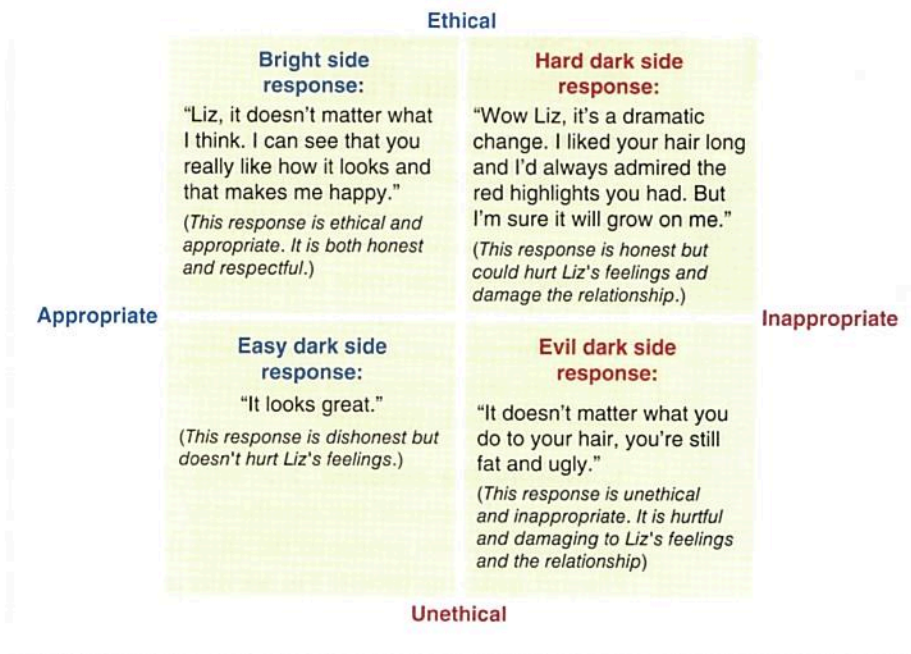 Ethical
Bright side
response:
“Liz, it doesn’t matter what
I think. I can see that you
really like how it looks and
that makes me happy.”
(This response is ethical and
appropriate. It is both honest
and respectful.)
Hard dark side
response:
“Wow Liz, it’s a dramatic
change. I liked your hair long
and I’d always admired the
red highlights you had. But
I’m sure it will grow on me.”
(This response is honest but
could hurt Liz's feelings and
damage the relationship.)
Appropriate
Inappropriate
Easy dark side
response:
“It looks great.”
(This response is dishonest but
doesn't hurt Liz's feelings.)
Evil dark side
response:
“It doesn’t matter what you
do to your hair, you’re still
fat and ugly.”
(This response is unethical
and inappropriate. It is hurtful
and damaging to Liz's feelings
and the relationship)
Unethical